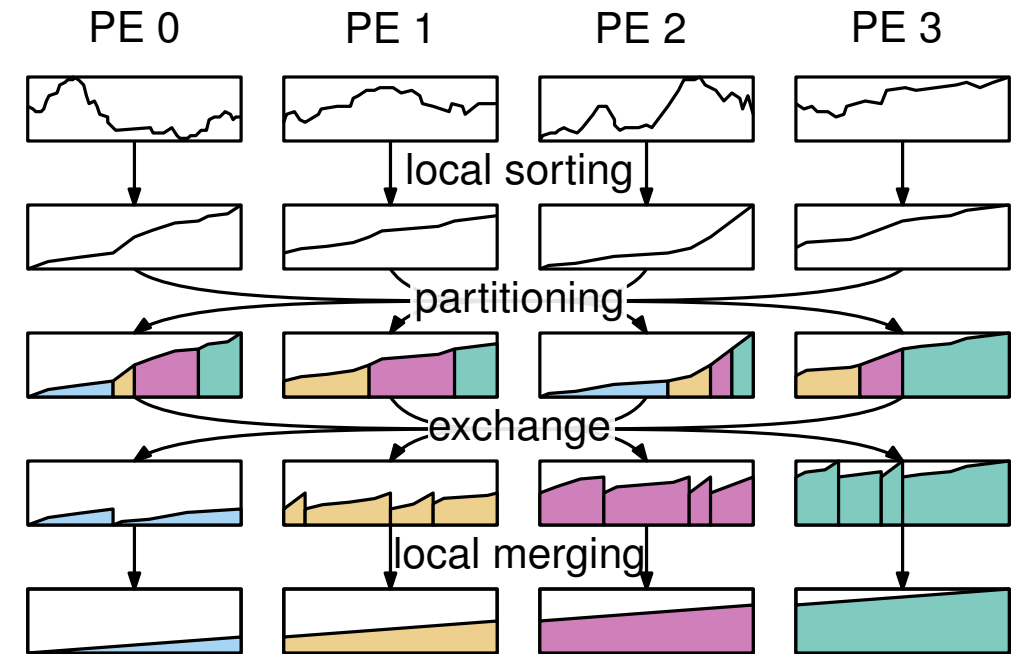 PE 0 PE 1 PE 2 PE 3
local sorting
partitioning
exchange
local merging